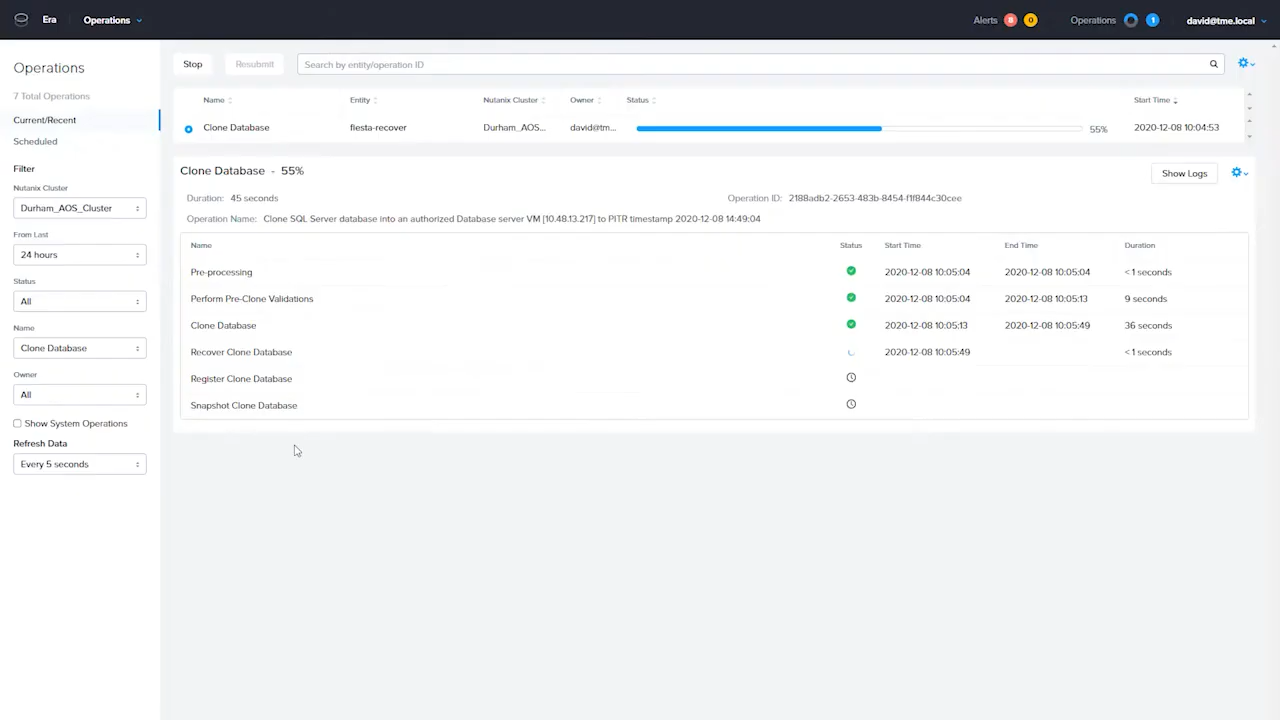 Era Operations Alerts 8 0 Operations 1 david@tme.local
Operations
7 Total Operations
Current/Recent
Scheduled
Filter
Nutanix Cluster
Durham_AOS_Cluster
From Last
24 hours
Status
All
Name
Clone Database
Owner
All
Show System Operations
Refresh Data
Every 5 seconds
Stop Resubmit Search by entity/operation ID
Name Entity Nutanix Cluster Owner Status Start Time
Clone Database fiesta-recover Durham_AOS... david@tm... 55% 2020-12-08 10:04:53
Clone Database - 55% Show Logs
Duration: 45 seconds Operation ID: 2188adb2-2653-483b-8454-f1f844c30cee
Operation Name: Clone SQL Server database into an authorized Database server VM [10.48.13.217] to PITR timestamp 2020-12-08 14:49:04
Name Status Start Time End Time Duration
Pre-processing 2020-12-08 10:05:04 2020-12-08 10:05:04 < 1 seconds
Perform Pre-Clone Validations 2020-12-08 10:05:04 2020-12-08 10:05:13 9 seconds
Clone Database 2020-12-08 10:05:13 2020-12-08 10:05:49 36 seconds
Recover Clone Database 2020-12-08 10:05:49 < 1 seconds
Register Clone Database
Snapshot Clone Database